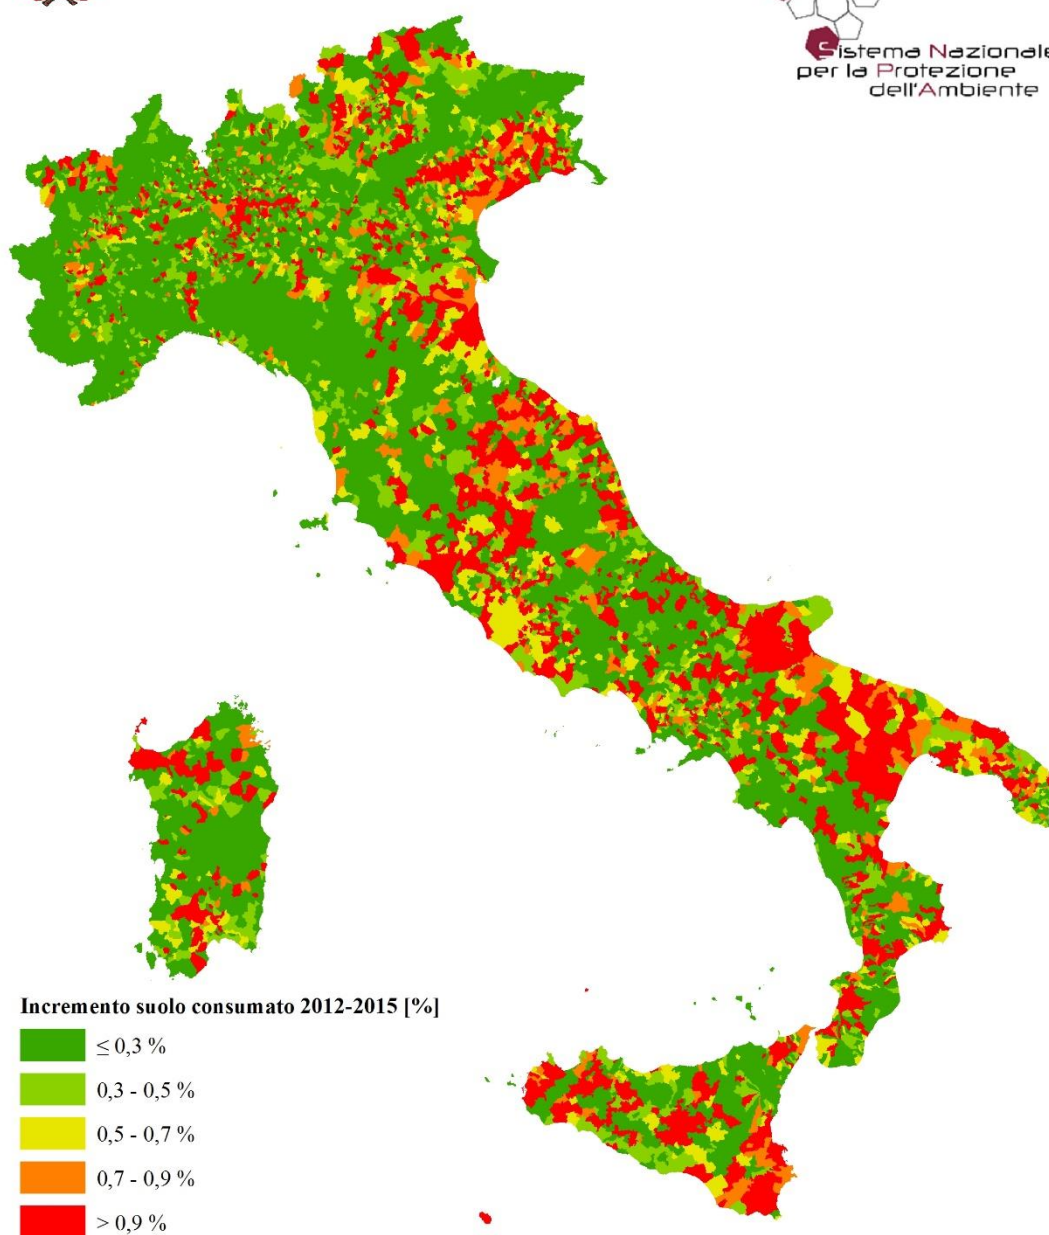 Sistema Nazionale
per la Protezione
dell'Ambiente
Incremento suolo consumato 2012-2015 [%]
≤ 0,3 %
0,3 - 0,5 %
0,5 - 0,7 %
0,7 - 0,9 %
> 0,9 %